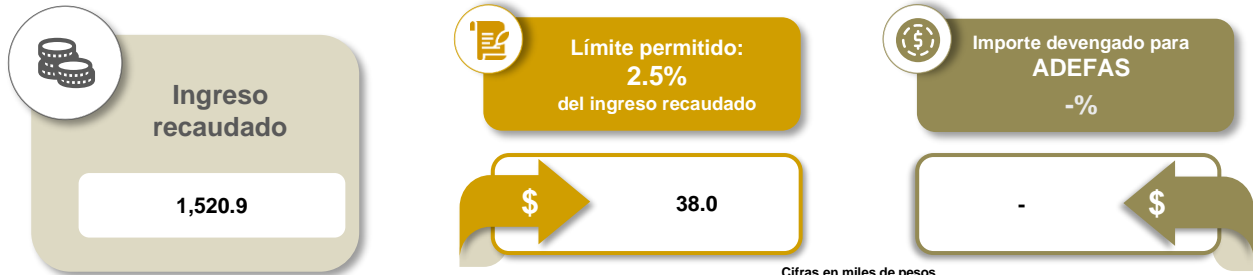 Ingreso
recaudado
1,520.9
Límite permitido:
2.5%
del ingreso recaudado
$
38.0
Importe devengado para
ADEFAS
-%
-
$
Cifras en miles de pesos